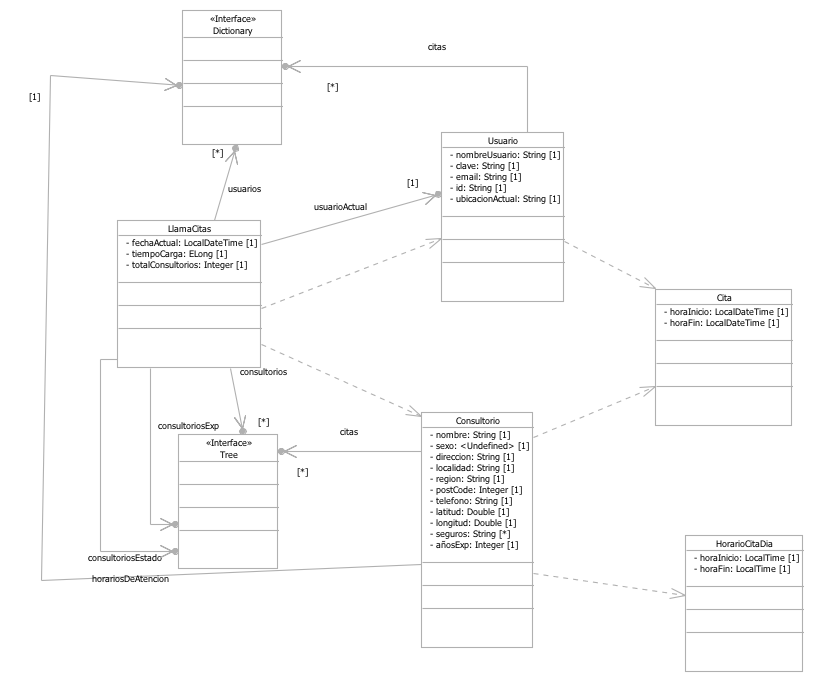 «Interface»
Dictionary
citas
[*]
[1]
[*]
usuarios
Usuario
- nombreUsuario: String [1]
- clave: String [1]
- email: String [1]
- id: String [1]
- ubicacionActual: String [1]
[1]
usuarioActual
LlamaCitas
- fechaActual: LocalDateTime [1]
- tiempoCarga: ELong [1]
- totalConsultorios: Integer [1]
Cita
- horaInicio: LocalDateTime [1]
- horaFin: LocalDateTime [1]
consultorios
[*]
consultoriosExp
«Interface»
Tree
citas
[*]
Consultorio
- nombre: String [1]
- sexo: <Undefined> [1]
- direccion: String [1]
- localidad: String [1]
- region: String [1]
- postCode: Integer [1]
- telefono: String [1]
- latitud: Double [1]
- longitud: Double [1]
- seguros: String [*]
- añosExp: Integer [1]
consultoriosEstado
horariosDeAtencion
HorarioCitaDia
- horaInicio: LocalTime [1]
- horaFin: LocalTime [1]